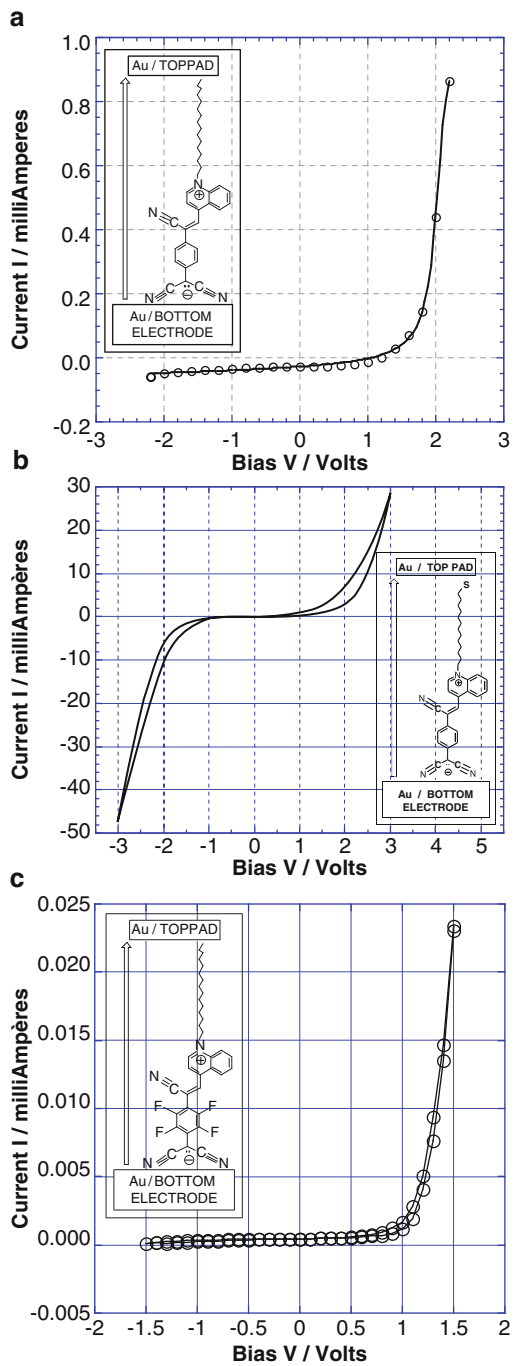 a
Current I / milliAmperes
1.0
0.8
0.6
0.4
0.2
0.0
-0.2
Au / TOPPAD
N
⊕
N
C
C
C
N
N
⊖
Au/BOTTOM
ELECTRODE
-3
-2
-1
0
1
2
3
Bias V / Volts
b
Current I / milliAmpères
30
20
10
0
-10
-20
-30
-40
-50
Au / TOP PAD
S
N
⊕
N
C
C
C
N
N
⊖
Au / BOTTOM
ELECTRODE
-3
-2
-1
0
1
2
3
4
5
Bias V / Volts
c
Current I / milliAmpères
0.025
0.020
0.015
0.010
0.005
0.000
-0.005
Au / TOPPAD
N
⊕
N
C
F
F
F
F
N
C
C
N
⊖
Au/BOTTOM
ELECTRODE
-2
-1.5
-1
-0.5
0
0.5
1
1.5
2
Bias V / Volts